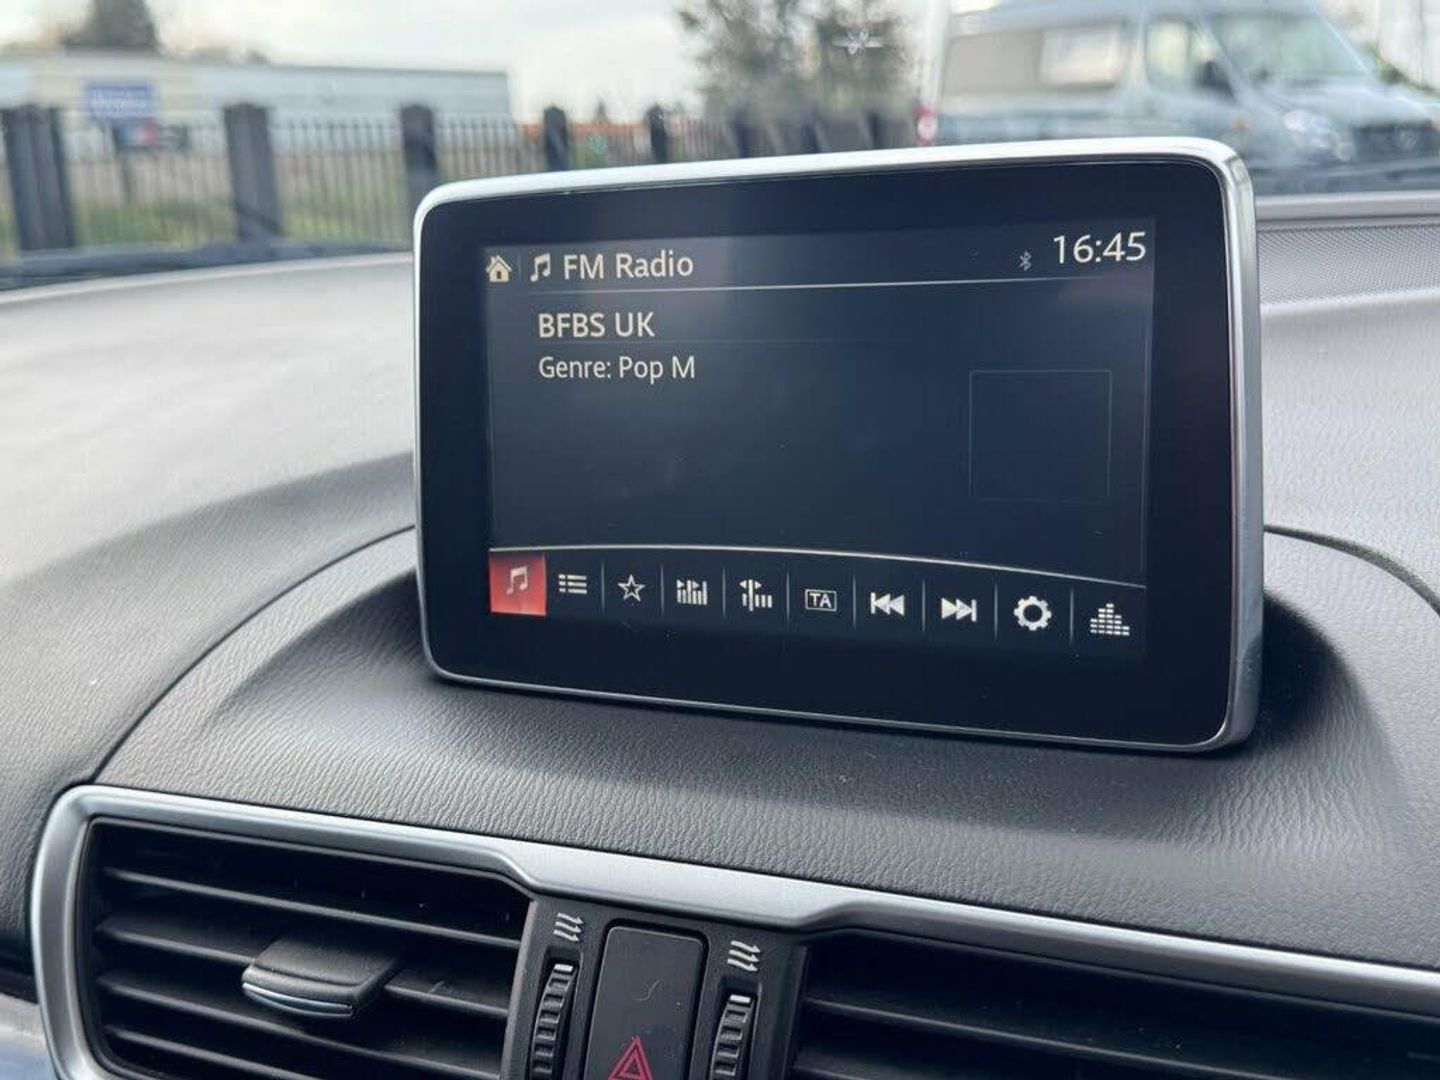 FM Radio
16:45
BFBS UK
Genre: Pop M
TA